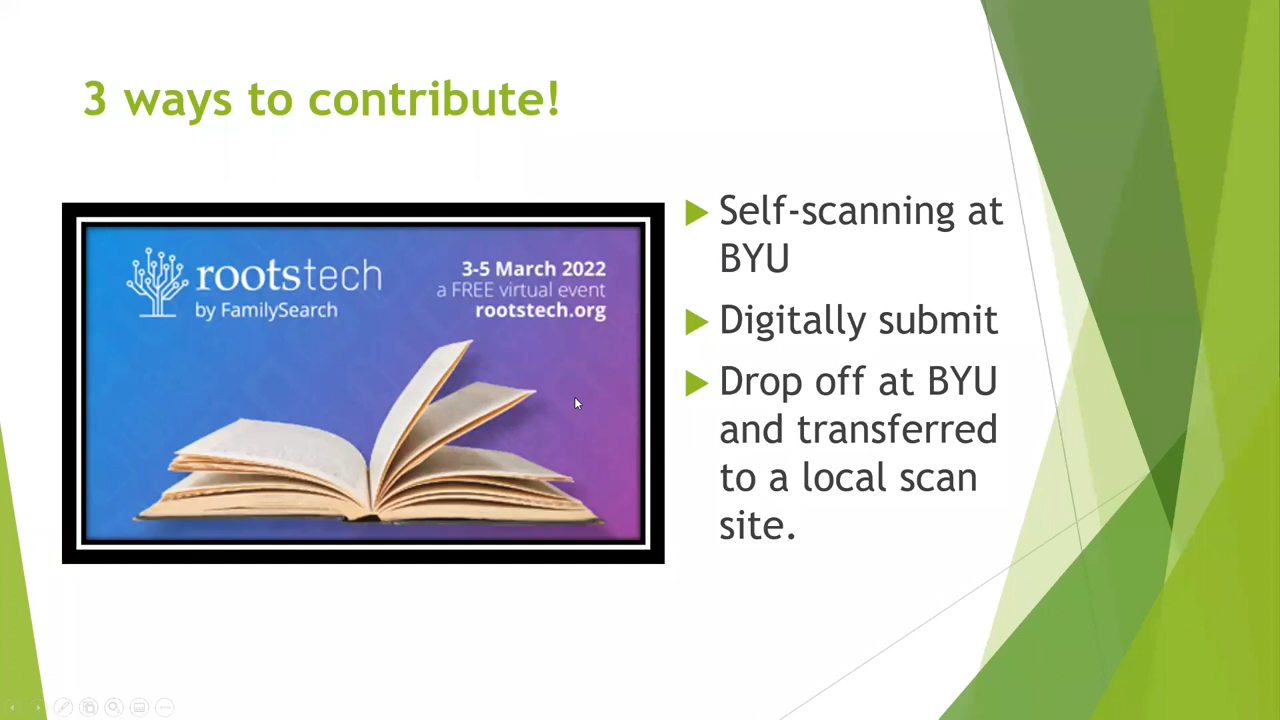 3 ways to contribute!
rootstech
by FamilySearch
3-5 March 2022
a FREE virtual event
rootstech.org
Self-scanning at
BYU
Digitally submit
Drop off at BYU
and transferred
to a local scan
site.